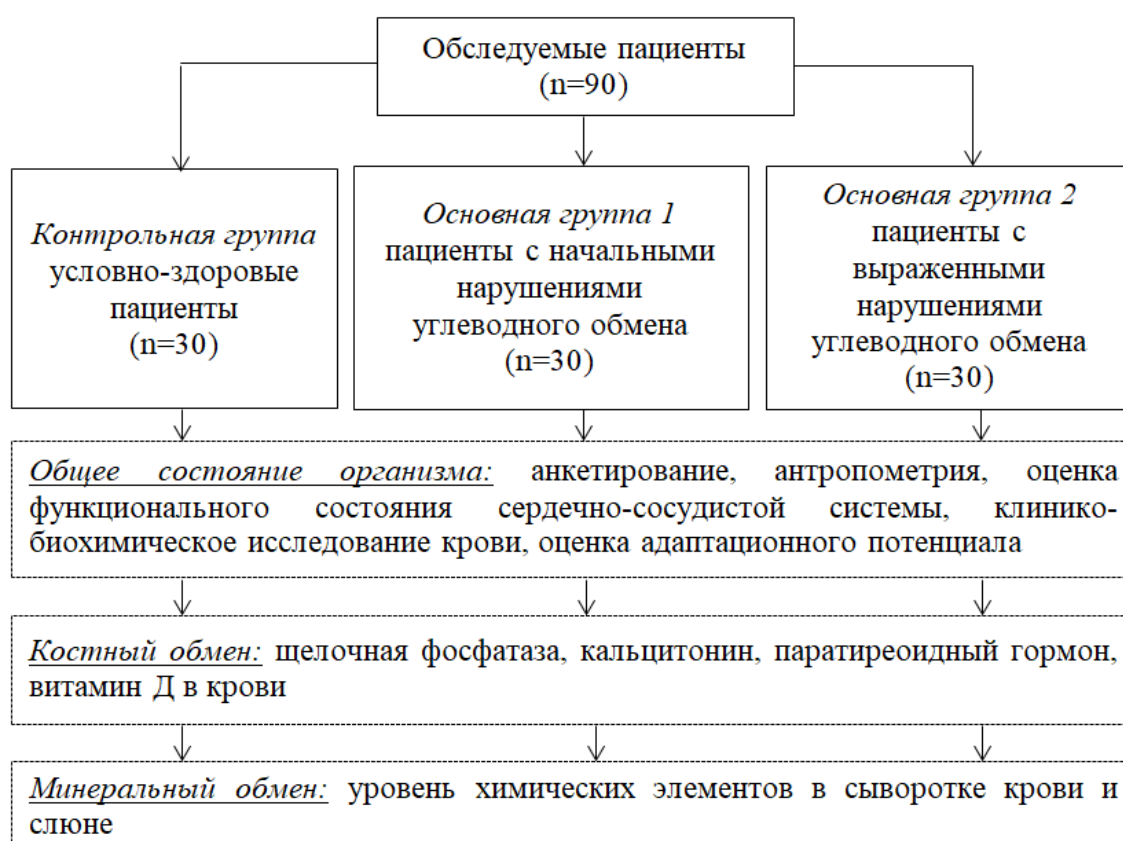 Обследуемые пациенты
(n=90)
Контрольная группа
условно-здоровые
пациенты
(n=30)
Основная группа 1
пациенты с начальными
нарушениями
углеводного обмена
(n=30)
Основная группа 2
пациенты с
выраженными
нарушениями
углеводного обмена
(n=30)
Общее состояние организма: анкетирование, антропометрия, оценка
функционального состояния сердечно-сосудистой системы, клинико-
биохимическое исследование крови, оценка адаптационного потенциала
Костный обмен: щелочная фосфатаза, кальцитонин, паратиреоидный гормон,
витамин Д в крови
Минеральный обмен: уровень химических элементов в сыворотке крови и
слюне